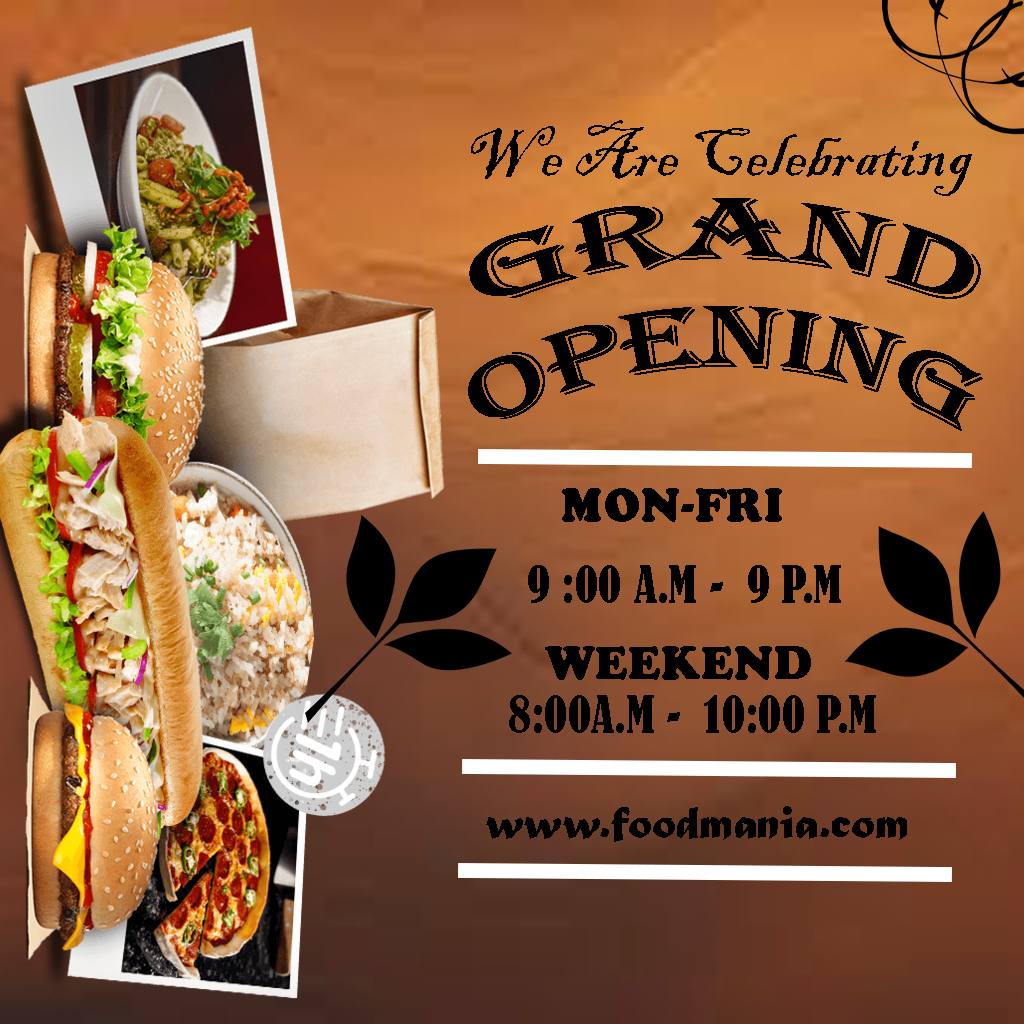 We Are Celebrating
GRAND
OPENING
MON-FRI
9 :00 A.M - 9 P.M
WEEKEND
8:00A.M - 10:00 P.M
www.foodmania.com